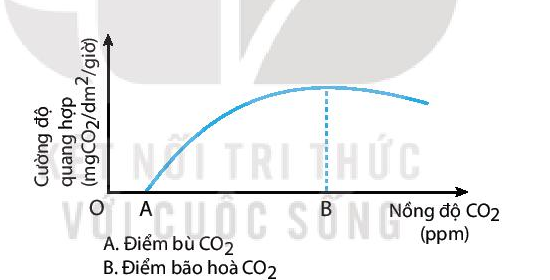 Cường độ
quang hợp
(mgCO2/dm2/giờ)
KẾT NỐI TRI THỨC
VỚI CUỘC SỐNG
O A B Nồng độ CO2
(ppm)
A. Điểm bù CO2
B. Điểm bão hoà CO2